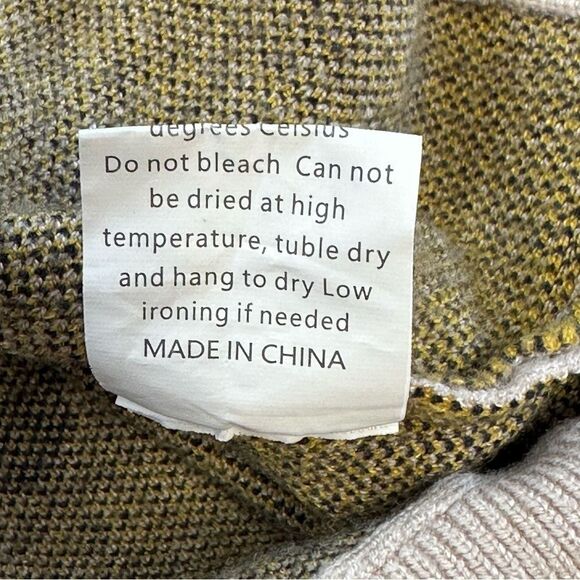 degrees Celsius
Do not bleach Can not
be dried at high
temperature, tuble dry
and hang to dry Low
ironing if needed
MADE IN CHINA